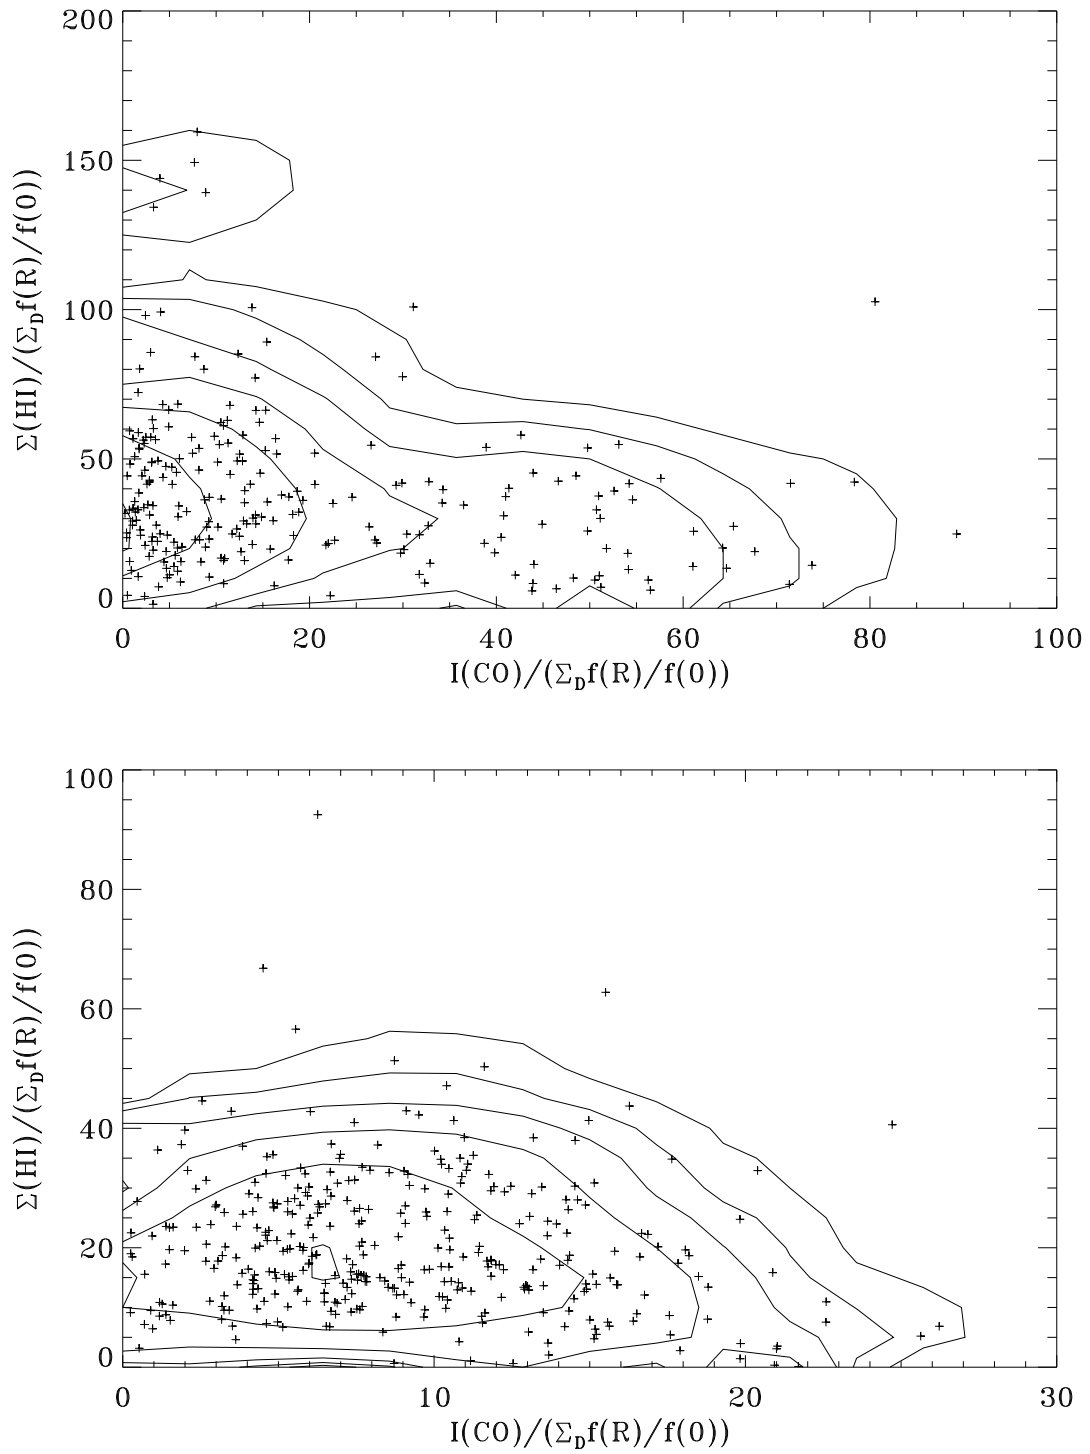 200
150
100
50
0
Σ(HI)/(Σ_D f(R)/f(0))
0 20 40 60 80 100
I(CO)/(Σ_D f(R)/f(0))
100
80
60
40
20
0
Σ(HI)/(Σ_D f(R)/f(0))
0 10 20 30
I(CO)/(Σ_D f(R)/f(0))